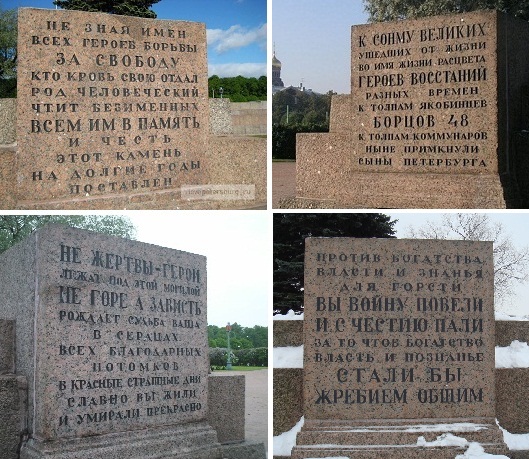 НЕ ЗНАЯ ИМЕН
ВСЕХ ГЕРОЕВ БОРЬБЫ
ЗА СВОБОДУ
КТО КРОВЬ СВОЮ ОТДАЛ
РОД ЧЕЛОВЕЧЕСКИЙ
ЧТИТ БЕЗИМЕННЫХ
ВСЕМ ИМ В ПАМЯТЬ
И ЧЕСТЬ
ЭТОТ КАМЕНЬ
НА ДОЛГИЕ ГОДЫ
ПОСТАВЛЕН
К СОНМУ ВЕЛИКИХ
УШЕДШИХ ОТ ЖИЗНИ
ВО ИМЯ ЖИЗНИ РАСЦВЕТА
ГЕРОЕВ ВОССТАНИЙ
РАЗНЫХ ВРЕМЕН
К ТОЛПАМ ЯКОБИНЦЕВ
БОРЦОВ 48
К ТОЛПАМ КОММУНАРОВ
НЫНЕ ПРИМКНУЛИ
СЫНЫ ПЕТЕРБУРГА
НЕ ЖЕРТВЫ-ГЕРОИ
ЛЕЖАТ ПОД ЭТОЙ МОГИЛОЙ
НЕ ГОРЕ А ЗАВИСТЬ
РОЖДАЕТ СУДЬБА ВАША
В СЕРДЦАХ
ВСЕХ БЛАГОДАРНЫХ
ПОТОМКОВ
В КРАСНЫЕ СТРАШНЫЕ ДНИ
СЛАВНО ВЫ ЖИЛИ
И УМИРАЛИ ПРЕКРАСНО
ПРОТИВ БОГАТСТВА
ВЛАСТИ И ЗНАНЬЯ
ДЛЯ ГОРСТИ
ВЫ ВОЙНУ ПОВЕЛИ
И С ЧЕСТИЮ ПАЛИ
ЗА ТО ЧТОБ БОГАТСТВО
ВЛАСТЬ И ПОЗНАНЬЕ
СТАЛИ БЫ
ЖРЕБИЕМ ОБЩИМ